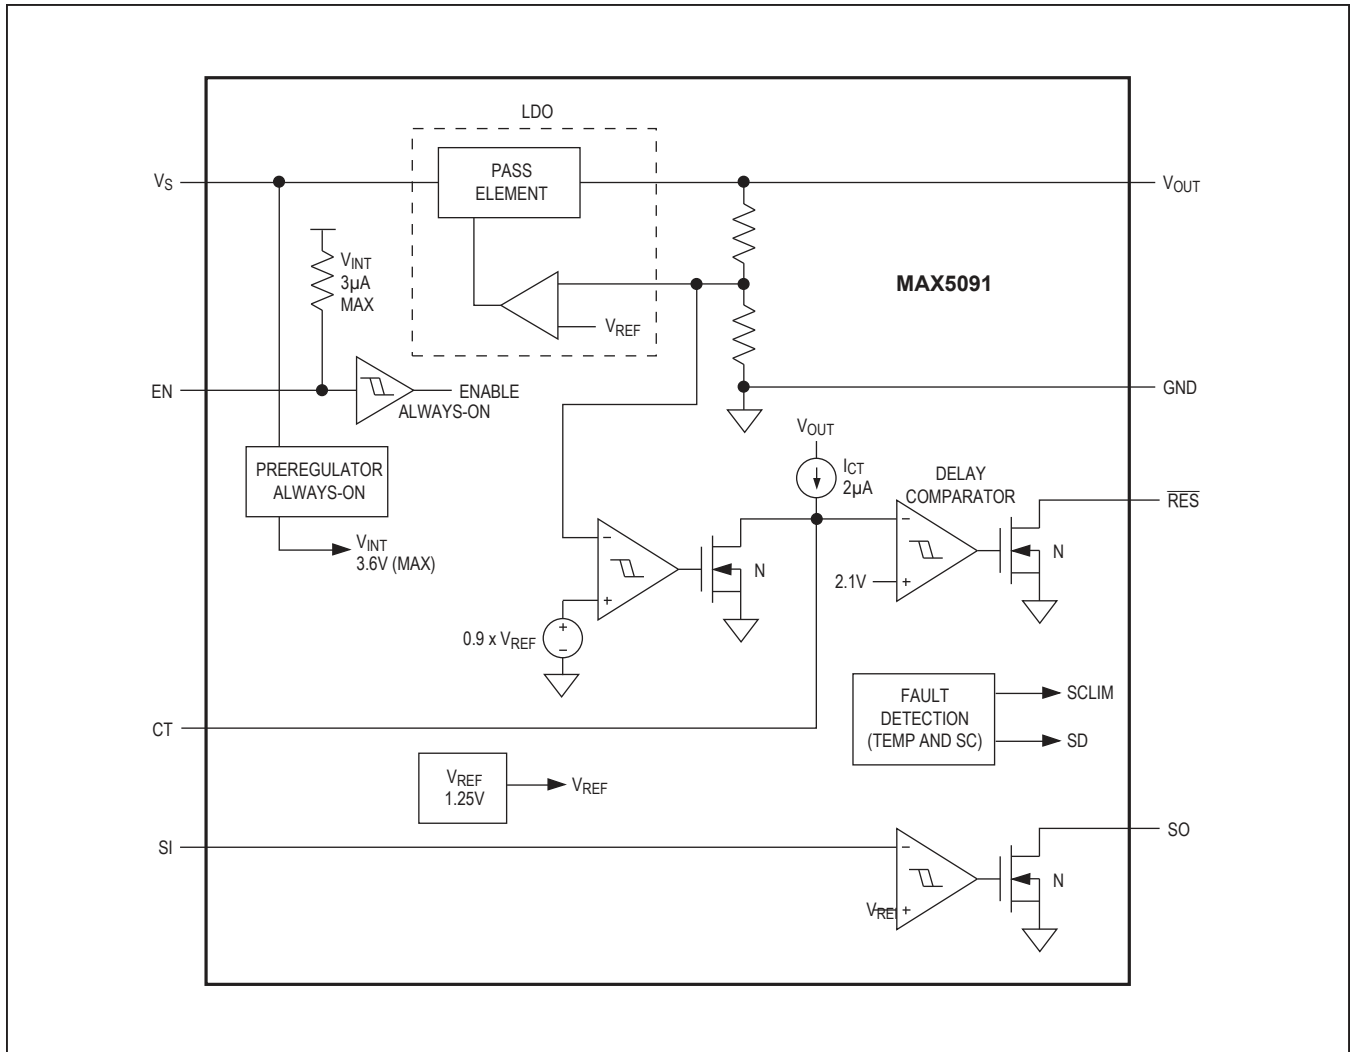 LDO
PASS
ELEMENT
VS
VOUT
VINT
3µA
MAX
MAX5091
VREF
EN
ENABLE
ALWAYS-ON
GND
VOUT
PREREGULATOR
ALWAYS-ON
ICT
2µA
DELAY
COMPARATOR
RES
VINT
3.6V (MAX)
−
−
N
N
2.1V
+
+
0.9 x VREF
+
−
FAULT
DETECTION
(TEMP AND SC)
SCLIM
SD
CT
VREF
1.25V
VREF
SI
−
SO
N
VREF
+